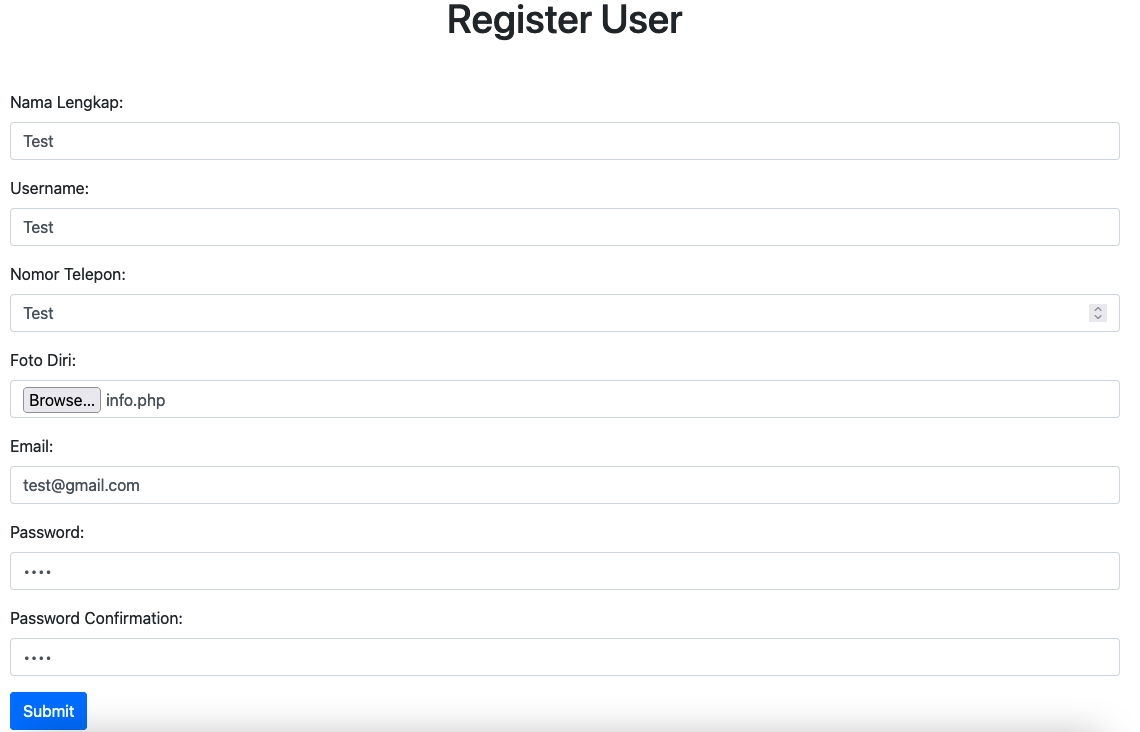 Register User
Nama Lengkap:
Test
Username:
Test
Nomor Telepon:
Test
Foto Diri:
Browse... info.php
Email:
test@gmail.com
Password:
••••
Password Confirmation:
••••
Submit